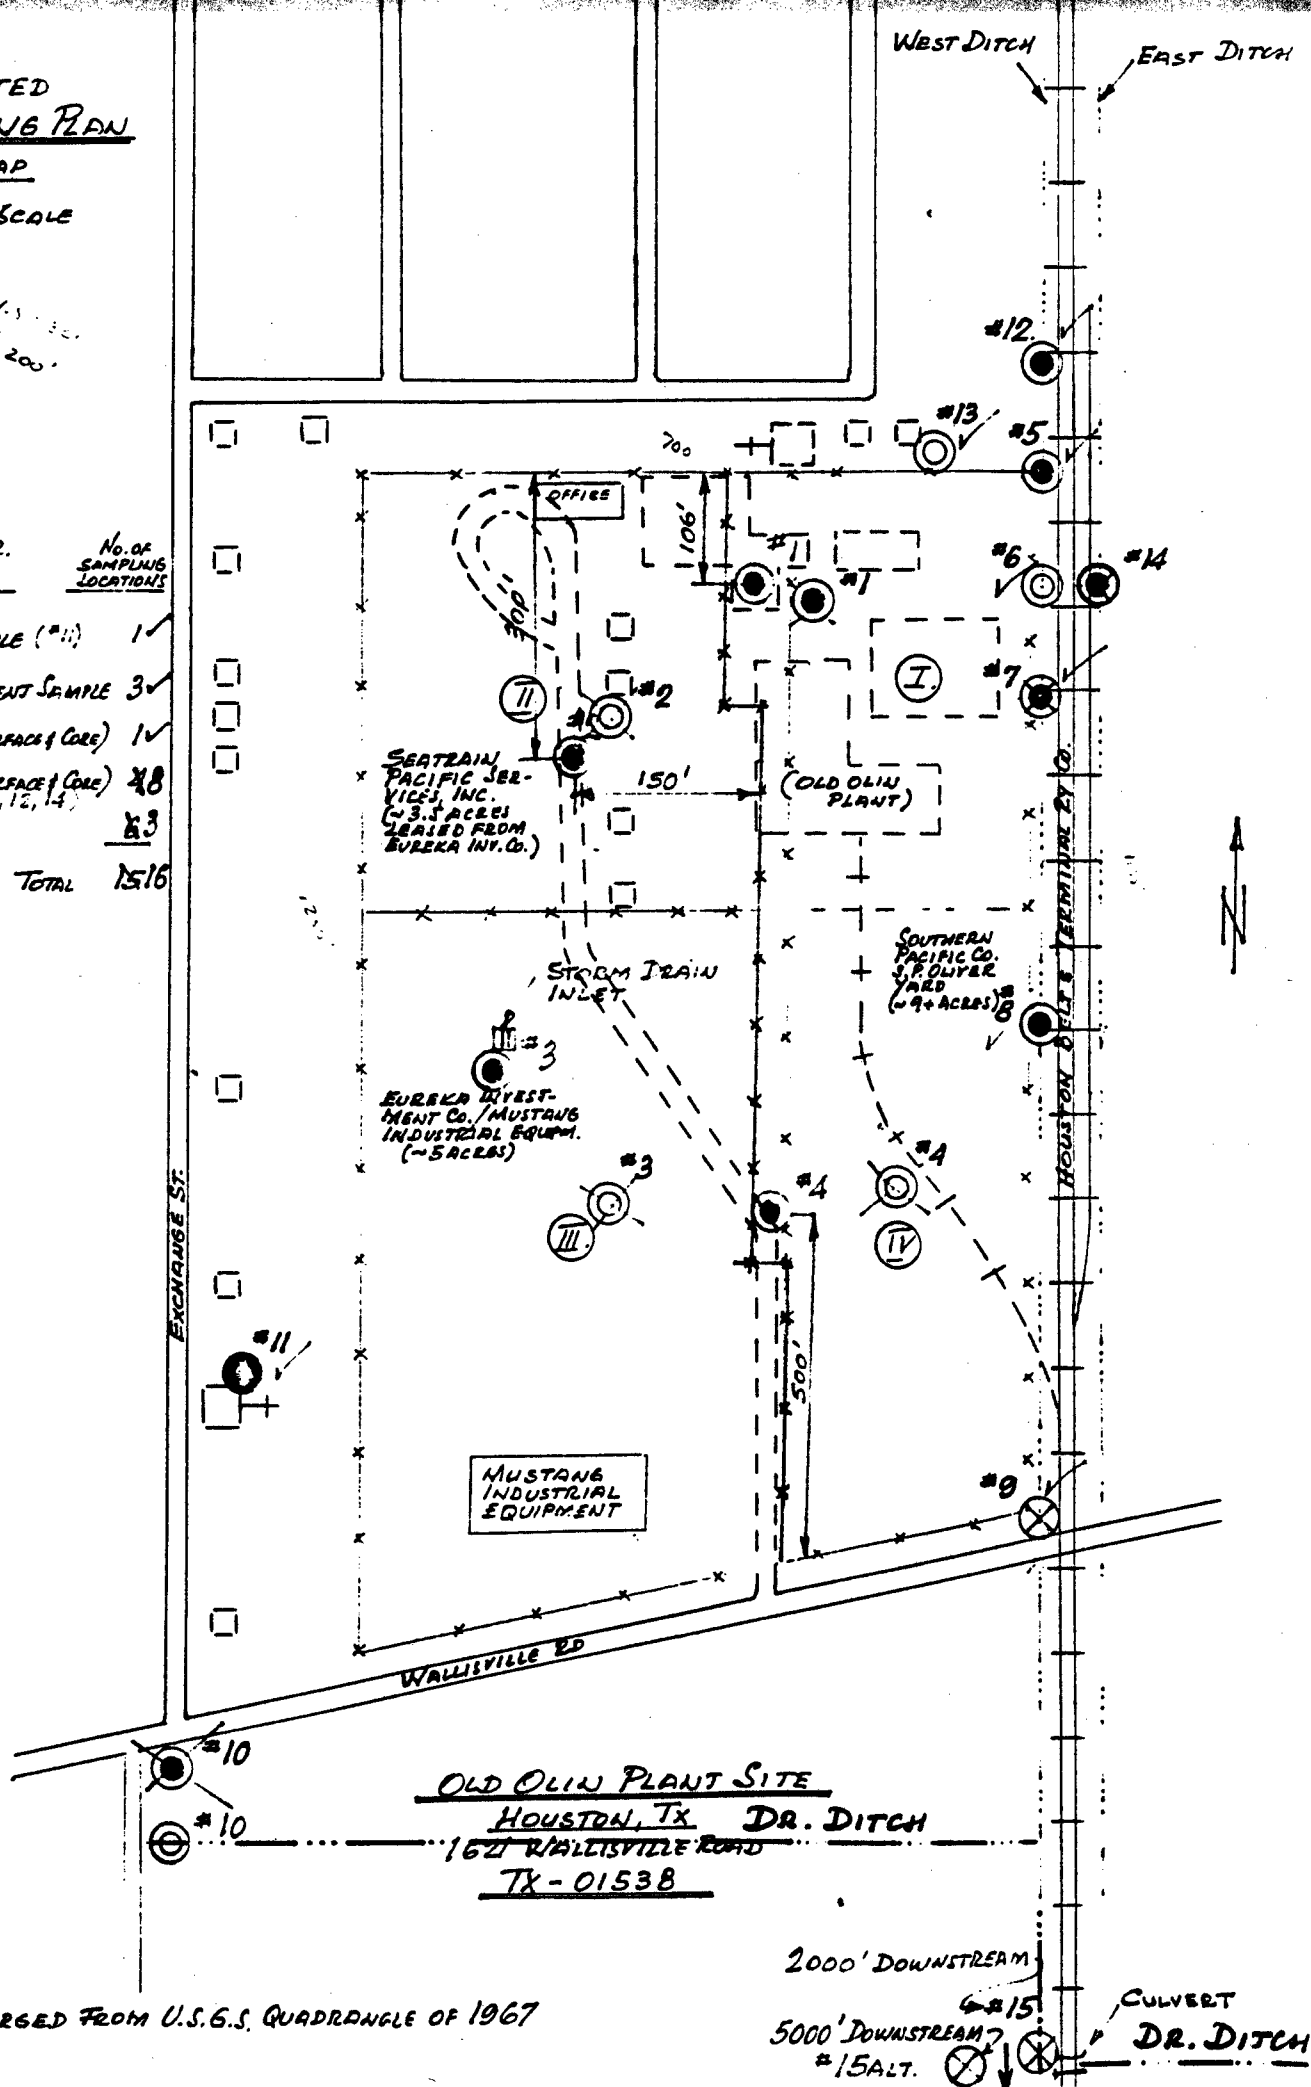 WEST DITCH
EAST DITCH
TED
NG PLAN
AP
SCALE
200'
#12
#13
#5
700
OFFICE
106'
#1
#1
#6
#14
R.
NO. OF
SAMPLING
LOCATIONS
LE (#11) 1
ENT SAMPLE 3
RFACE & CORE) 1
RFACE & CORE) 8
, 12, 14)
3
TOTAL 16
300'
I.
#7
II
#2
SEATRAIN
PACIFIC SER-
VICES, INC.
(~3.5 ACRES
LEASED FROM
EUREKA INV. CO.)
150'
(OLD OLIN
PLANT)
HOUSTON BELT & TERMINAL RY CO.
N
SOUTHERN
PACIFIC CO.
S.P. OLIVER
YARD
(~9+ ACRES)
#8
STORM DRAIN
INLET
#3
EUREKA INVEST-
MENT CO./MUSTANG
INDUSTRIAL EQUIPM.
(~5 ACRES)
#3
#4
#4
III.
IV
EXCHANGE ST.
#11
500'
MUSTANG
INDUSTRIAL
EQUIPMENT
#9
WALLISVILLE RD
#10
#10
OLD OLIN PLANT SITE
HOUSTON, TX
DR. DITCH
1621 WALLISVILLE ROAD
TX-01538
2000' DOWNSTREAM
#15
CULVERT
5000' DOWNSTREAM
#15 ALT.
DR. DITCH
RGED FROM U.S.G.S. QUADRANGLE OF 1967